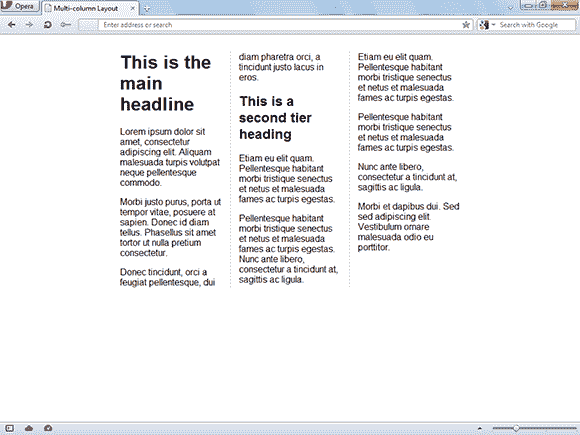 Opera
Multi-column Layout
Enter address or search
Search with Google
This is the
main
headline
Lorem ipsum dolor sit
amet, consectetur
adipiscing elit. Aliquam
malesuada turpis volutpat
neque pellentesque
commodo.
Morbi justo purus, porta ut
tempor vitae, posuere at
sapien. Donec id diam
tellus. Phasellus sit amet
tortor ut nulla pretium
consectetur.
Donec tincidunt, orci a
feugiat pellentesque, dui
diam pharetra orci, a
tincidunt justo lacus in
eros.
This is a
second tier
heading
Etiam eu elit quam.
Pellentesque habitant
morbi tristique senectus
et netus et malesuada
fames ac turpis egestas.
Pellentesque habitant
morbi tristique senectus
et netus et malesuada
fames ac turpis egestas.
Nunc ante libero,
consectetur a tincidunt at,
sagittis ac ligula.
Etiam eu elit quam.
Pellentesque habitant
morbi tristique senectus
et netus et malesuada
fames ac turpis egestas.
Pellentesque habitant
morbi tristique senectus
et netus et malesuada
fames ac turpis egestas.
Nunc ante libero,
consectetur a tincidunt at,
sagittis ac ligula.
Morbi et dapibus dui. Sed
sed adipiscing elit.
Vestibulum ornare
malesuada odio eu
porttitor.